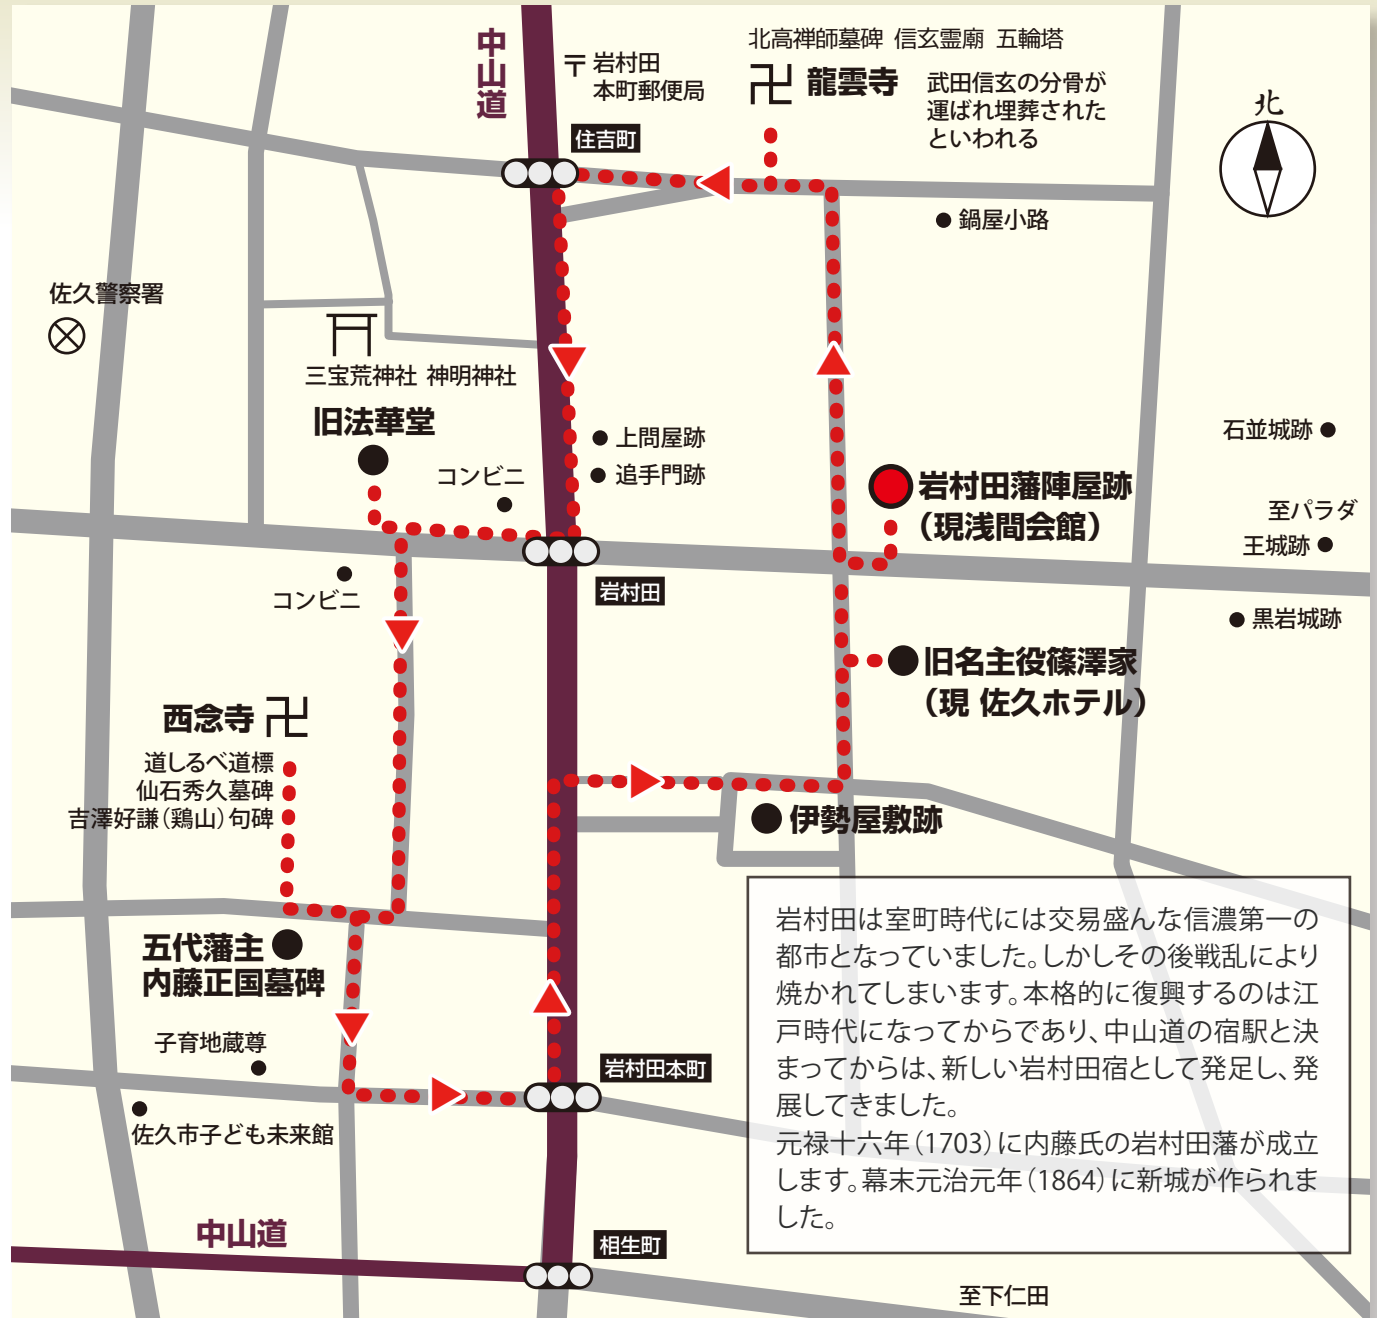 中山道
〒岩村田
本町郵便局
北高禅師墓碑 信玄霊廟 五輪塔
卍 龍雲寺
武田信玄の分骨が
運ばれ埋葬された
といわれる
北
住吉町
鍋屋小路
佐久警察署
三宝荒神社 神明神社
旧法華堂
コンビニ
上問屋跡
追手門跡
石並城跡
岩村田藩陣屋跡
（現浅間会館）
至パラダ
王城跡
コンビニ
岩村田
黒岩城跡
旧名主役篠澤家
（現 佐久ホテル）
西念寺 卍
道しるべ道標
仙石秀久墓碑
吉澤好謙（鶏山）句碑
伊勢屋敷跡
五代藩主
内藤正国墓碑
子育地蔵尊
岩村田本町
佐久市子ども未来館
岩村田は室町時代には交易盛んな信濃第一の
都市となっていました。しかしその後戦乱により
焼かれてしまいます。本格的に復興するのは江
戸時代になってからであり、中山道の宿駅と決
まってからは、新しい岩村田宿として発足し、発
展してきました。
元禄十六年（1703）に内藤氏の岩村田藩が成立
します。幕末元治元年（1864）に新城が作られま
した。
中山道
相生町
至下仁田